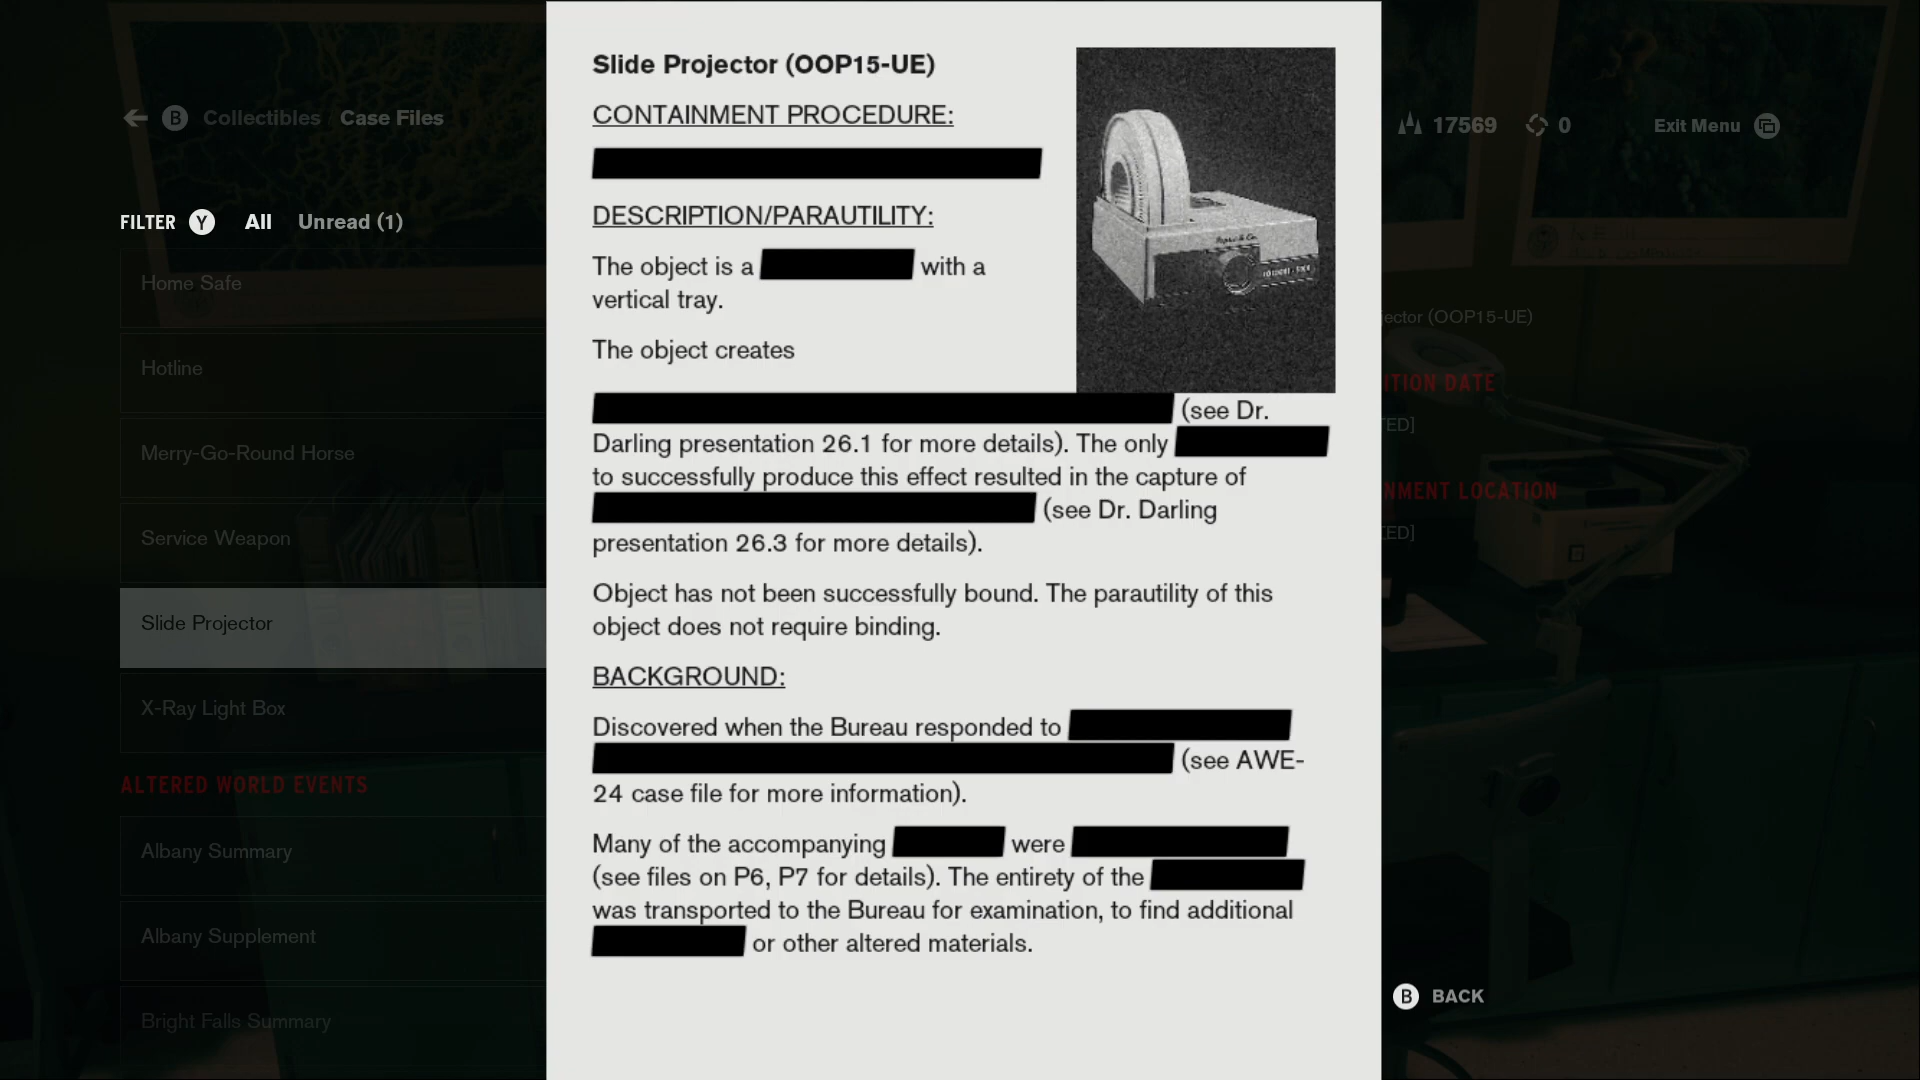 B Collectibles Case Files
17569 0 Exit Menu
FILTER Y All Unread (1)
Home Safe
Hotline
Merry-Go-Round Horse
Service Weapon
Slide Projector
X-Ray Light Box
ALTERED WORLD EVENTS
Albany Summary
Albany Supplement
Bright Falls Summary
Slide Projector (OOP15-UE)
CONTAINMENT PROCEDURE:
DESCRIPTION/PARAUTILITY:
The object is a with a
vertical tray.
The object creates
(see Dr.
Darling presentation 26.1 for more details). The only
to successfully produce this effect resulted in the capture of
(see Dr. Darling
presentation 26.3 for more details).
Object has not been successfully bound. The parautility of this
object does not require binding.
BACKGROUND:
Discovered when the Bureau responded to
(see AWE-
24 case file for more information).
Many of the accompanying were
(see files on P6, P7 for details). The entirety of the
was transported to the Bureau for examination, to find additional
or other altered materials.
jector (OOP15-UE)
ITION DATE
TED]
NMENT LOCATION
TED]
B BACK